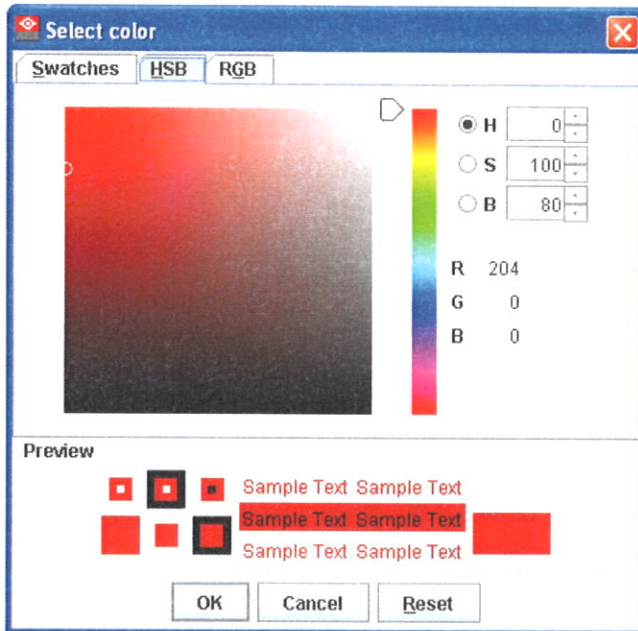 Select color
Swatches HSB RGB
H 0
S 100
B 80
R 204
G 0
B 0
Preview
Sample Text Sample Text
Sample Text Sample Text
Sample Text Sample Text
OK Cancel Reset